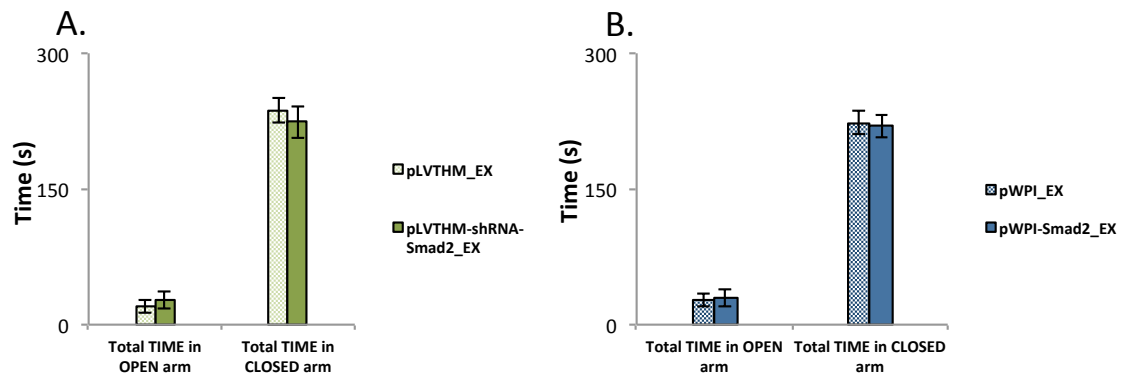 A.
300
150
0
Time (s)
Total TIME in
OPEN arm
Total TIME in
CLOSED arm
pLVTHM_EX
pLVTHM-shRNA-
Smad2_EX
B.
300
150
0
Time (s)
Total TIME in OPEN
arm
Total TIME in CLOSED
arm
pWPI_EX
pWPI-Smad2_EX